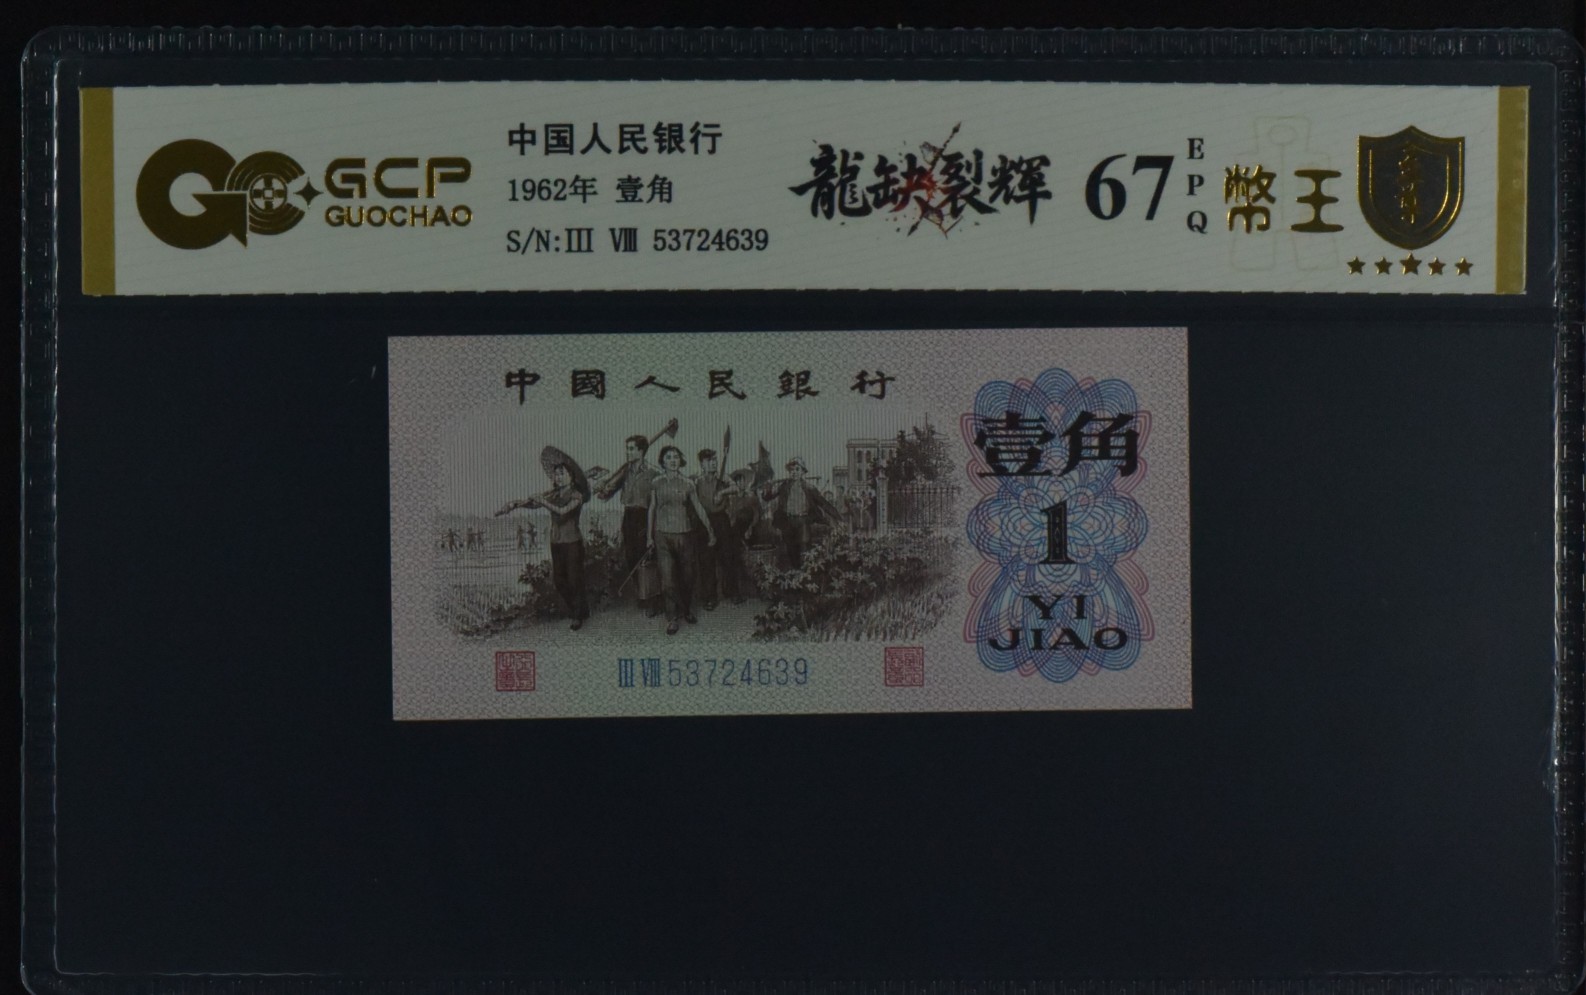 GCP
GUOCHAO
中国人民银行
1962年 壹角
S/N:III VIII 53724639
龍缺裂輝
67
EPQ
幣王
中國人民銀行
壹角
1
YI
JIAO
III VIII 53724639